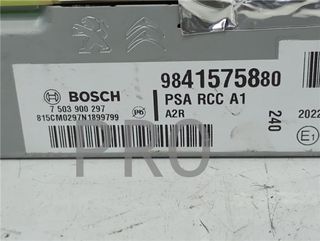 BOSCH
7 503 900 297
815CM0297N1899799
9841575880
PSA RCC A1
A2R
240
2022
E1
PRO